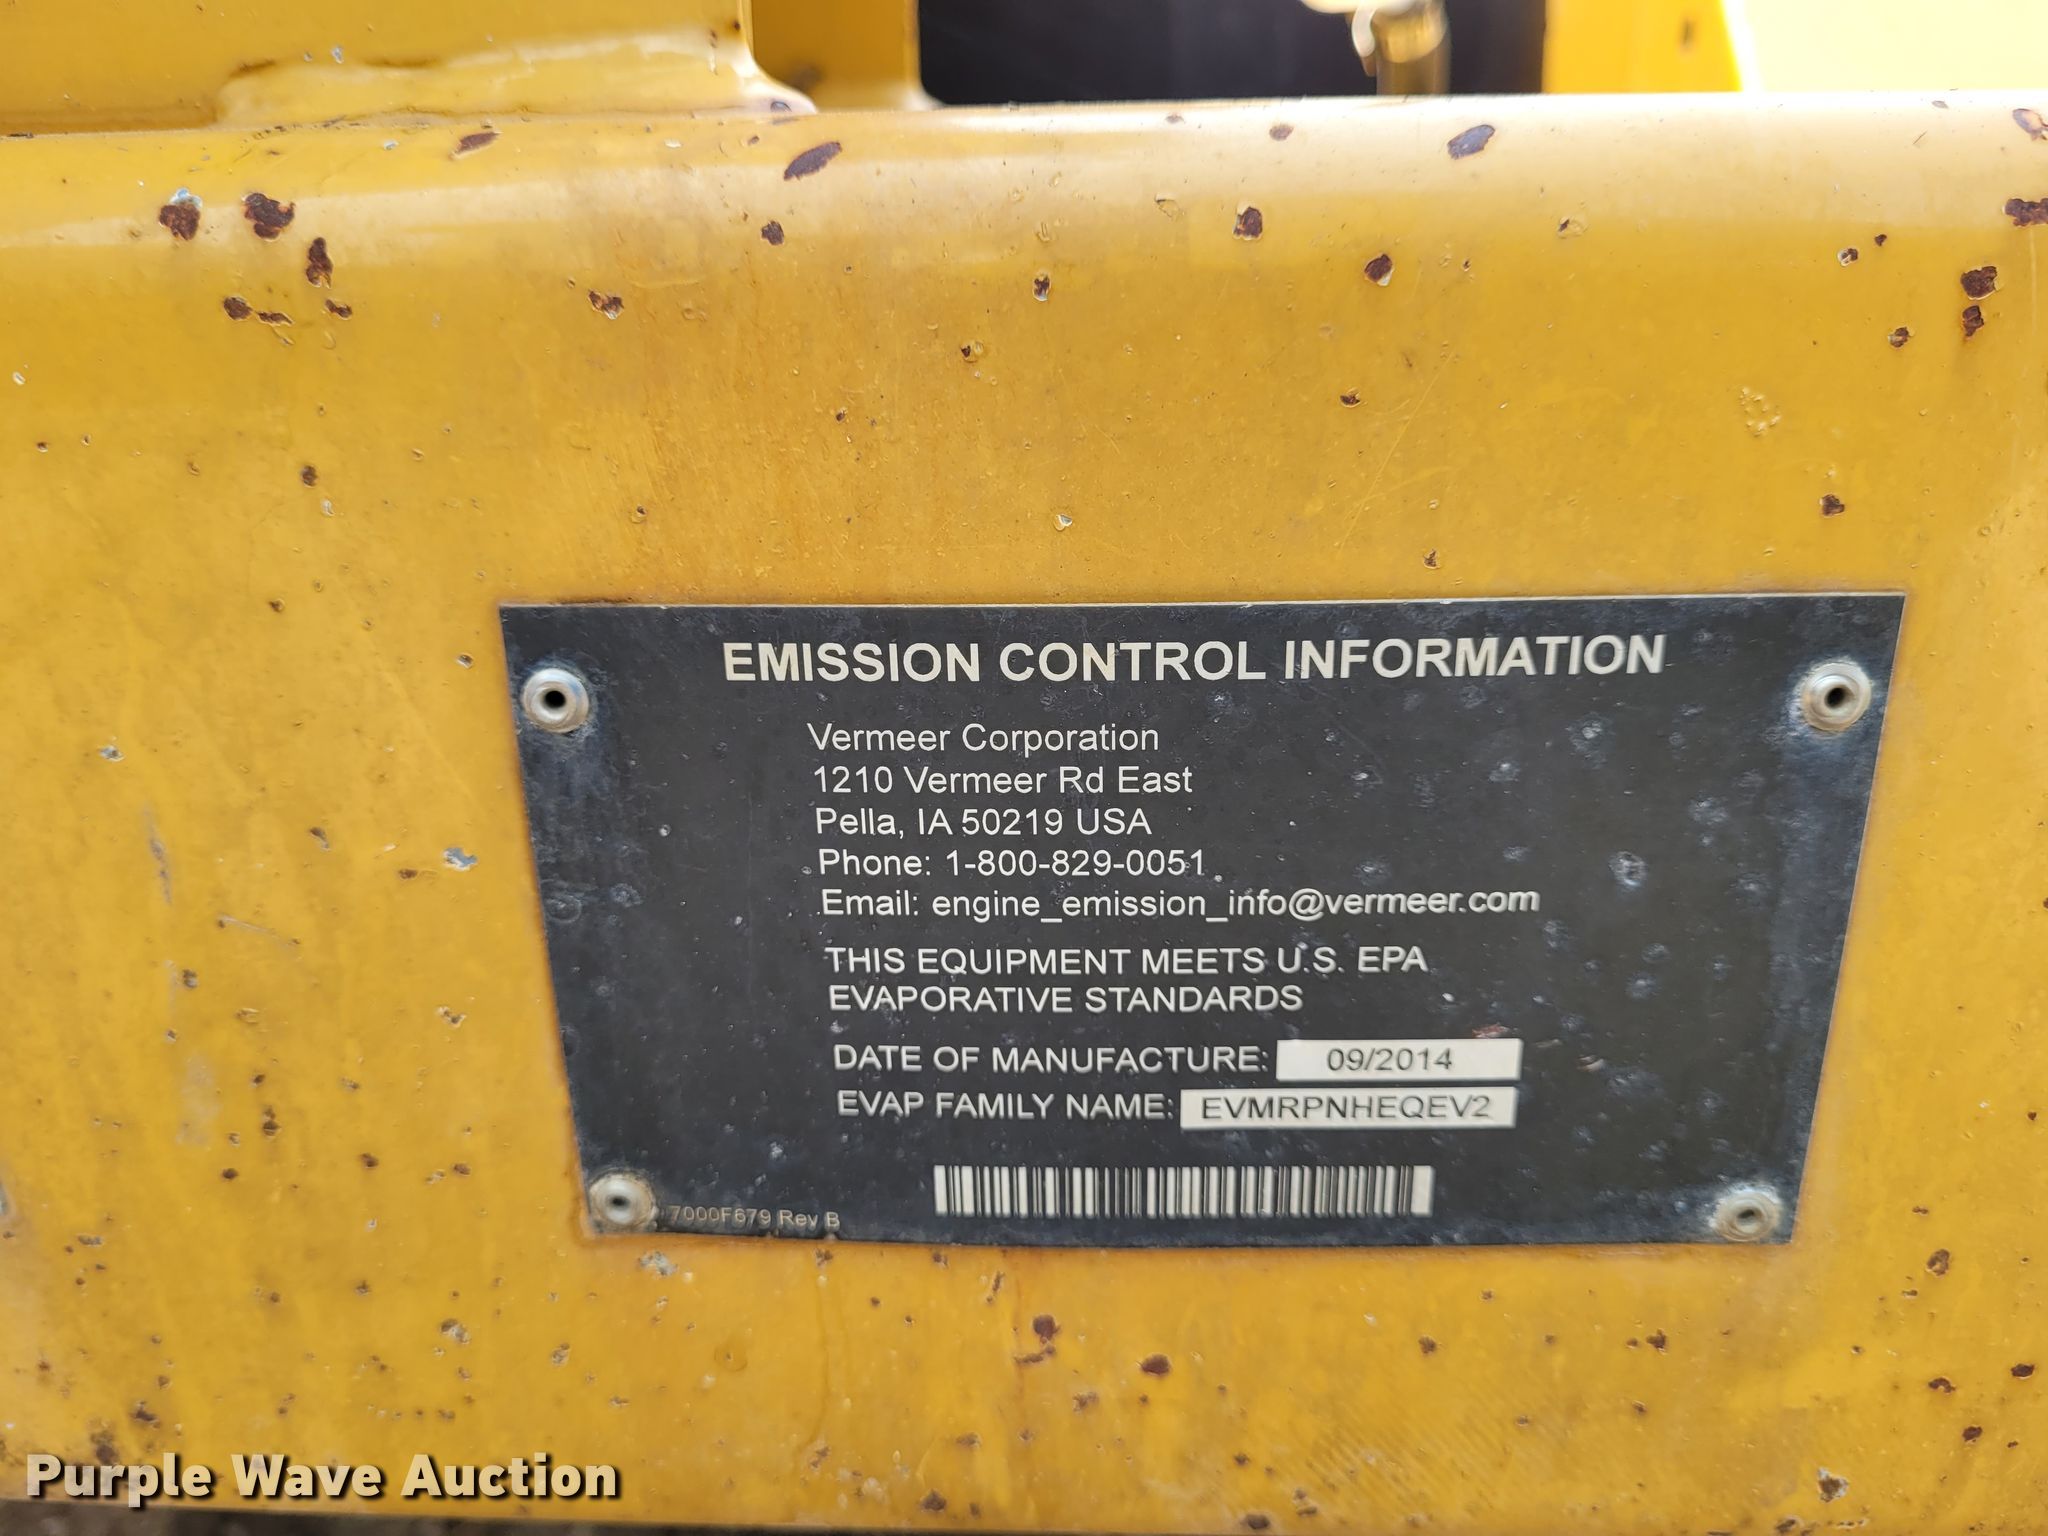 EMISSION CONTROL INFORMATION
Vermeer Corporation
1210 Vermeer Rd East
Pella, IA 50219 USA
Phone: 1-800-829-0051
Email: engine_emission_info@vermeer.com
THIS EQUIPMENT MEETS U.S. EPA
EVAPORATIVE STANDARDS
DATE OF MANUFACTURE: 09/2014
EVAP FAMILY NAME: EVMRPNHEQEV2
7000F679 Rev B
Purple Wave Auction